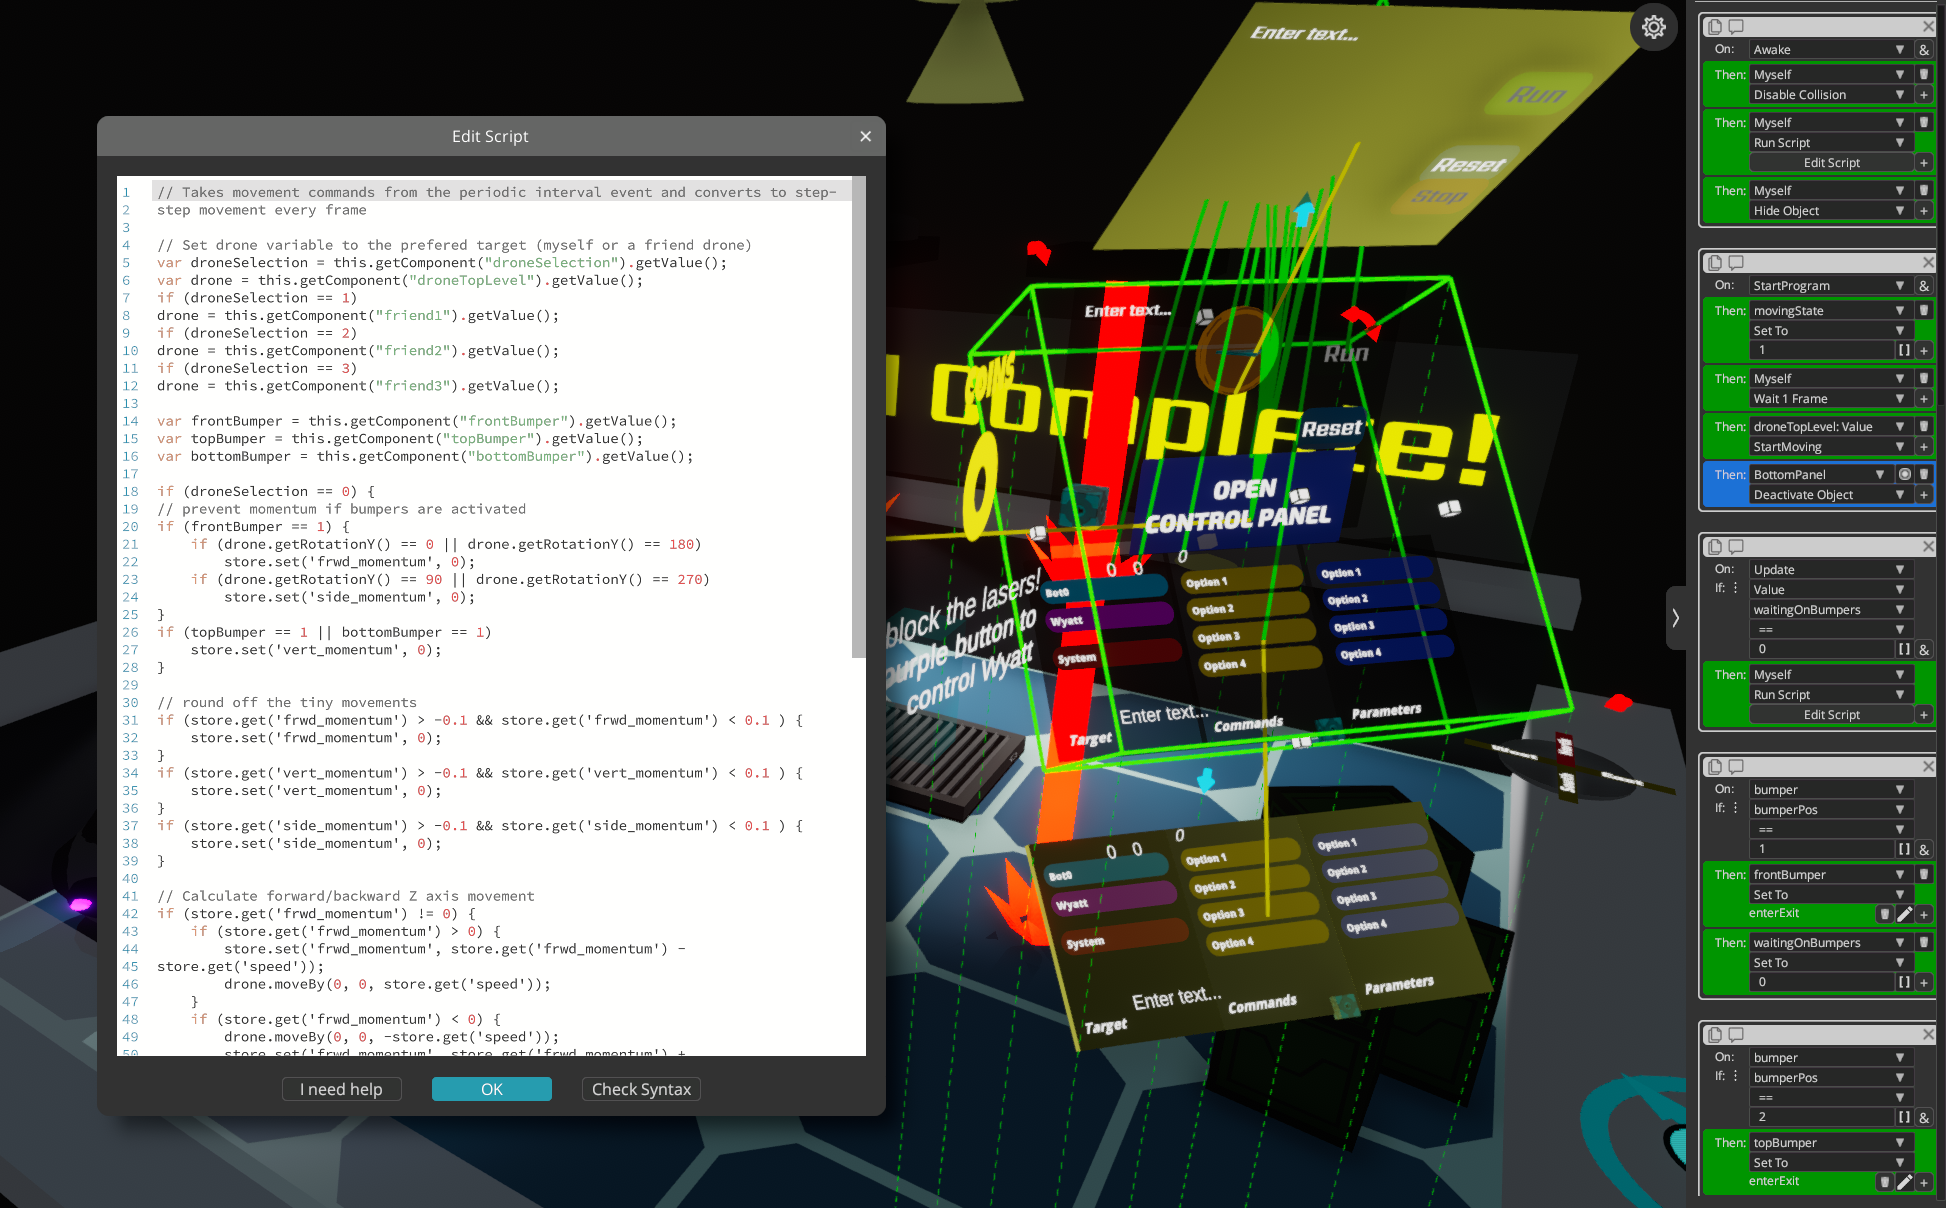 Edit Script
1 // Takes movement commands from the periodic interval event and converts to step-
2 step movement every frame
3
4 // Set drone variable to the prefered target (myself or a friend drone)
5 var droneSelection = this.getComponent("droneSelection").getValue();
6 var drone = this.getComponent("droneTopLevel").getValue();
7 if (droneSelection == 1)
8 drone = this.getComponent("friend1").getValue();
9 if (droneSelection == 2)
10 drone = this.getComponent("friend2").getValue();
11 if (droneSelection == 3)
12 drone = this.getComponent("friend3").getValue();
13
14 var frontBumper = this.getComponent("frontBumper").getValue();
15 var topBumper = this.getComponent("topBumper").getValue();
16 var bottomBumper = this.getComponent("bottomBumper").getValue();
17
18 if (droneSelection == 0) {
19 // prevent momentum if bumpers are activated
20 if (frontBumper == 1) {
21 if (drone.getRotationY() == 0 || drone.getRotationY() == 180)
22 store.set('frwd_momentum', 0);
23 if (drone.getRotationY() == 90 || drone.getRotationY() == 270)
24 store.set('side_momentum', 0);
25 }
26 if (topBumper == 1 || bottomBumper == 1)
27 store.set('vert_momentum', 0);
28 }
29
30 // round off the tiny movements
31 if (store.get('frwd_momentum') > -0.1 && store.get('frwd_momentum') < 0.1 ) {
32 store.set('frwd_momentum', 0);
33 }
34 if (store.get('vert_momentum') > -0.1 && store.get('vert_momentum') < 0.1 ) {
35 store.set('vert_momentum', 0);
36 }
37 if (store.get('side_momentum') > -0.1 && store.get('side_momentum') < 0.1 ) {
38 store.set('side_momentum', 0);
39 }
40
41 // Calculate forward/backward Z axis movement
42 if (store.get('frwd_momentum') != 0) {
43 if (store.get('frwd_momentum') > 0) {
44 store.set('frwd_momentum', store.get('frwd_momentum') -
45 store.get('speed'));
46 drone.moveBy(0, 0, store.get('speed'));
47 }
48 if (store.get('frwd_momentum') < 0) {
49 drone.moveBy(0, 0, -store.get('speed'));
50 store.set('frwd_momentum', store.get('frwd_momentum') +
I need help
OK
Check Syntax
Enter text...
Run
Reset
Stop
Enter text...
Run
COINS
0
Complete!
Reset
OPEN
CONTROL PANEL
block the lasers!
purple button to
control Wyatt
0 0 0
Bot0
Wyatt
System
Option 1
Option 2
Option 3
Option 4
Option 1
Option 2
Option 3
Option 4
Enter text...
Target
Commands
Parameters
0 0 0
Bot0
Wyatt
System
Option 1
Option 2
Option 3
Option 4
Option 1
Option 2
Option 3
Option 4
Enter text...
Target
Commands
Parameters
On: Awake &
Then: Myself
Disable Collision +
Then: Myself
Run Script
Edit Script +
Then: Myself
Hide Object +
On: StartProgram &
Then: movingState
Set To
1 [] +
Then: Myself
Wait 1 Frame +
Then: droneTopLevel: Value
StartMoving +
Then: BottomPanel
Deactivate Object +
On: Update
If: Value
waitingOnBumpers
==
0 [] &
Then: Myself
Run Script
Edit Script +
On: bumper
If: bumperPos
==
1 [] &
Then: frontBumper
Set To
enterExit +
Then: waitingOnBumpers
Set To
0 [] +
On: bumper
If: bumperPos
==
2 [] &
Then: topBumper
Set To
enterExit +